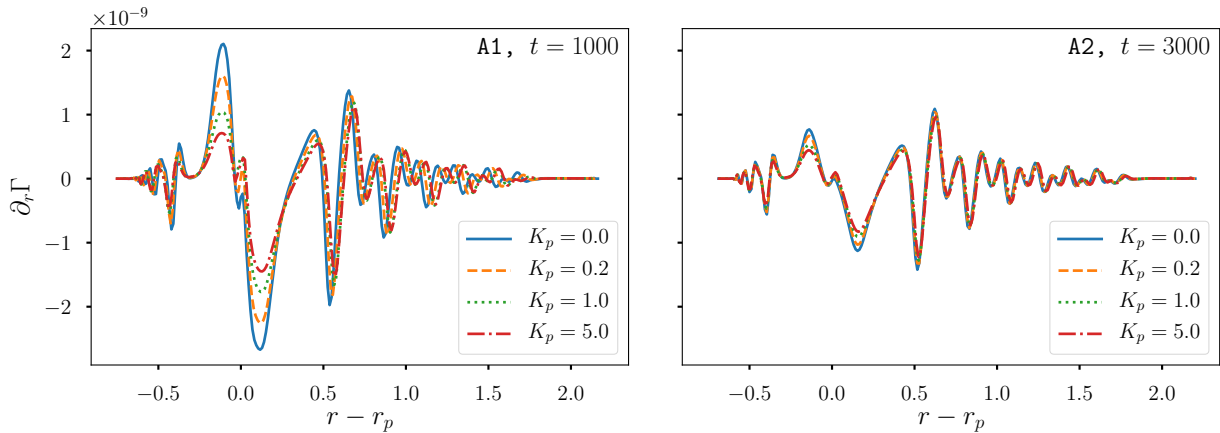 ×10⁻⁹
A1, t = 1000
A2, t = 3000
2
1
0
−1
−2
∂ᵣΓ
K_p = 0.0
K_p = 0.2
K_p = 1.0
K_p = 5.0
K_p = 0.0
K_p = 0.2
K_p = 1.0
K_p = 5.0
−0.5 0.0 0.5 1.0 1.5 2.0
−0.5 0.0 0.5 1.0 1.5 2.0
r − r_p
r − r_p